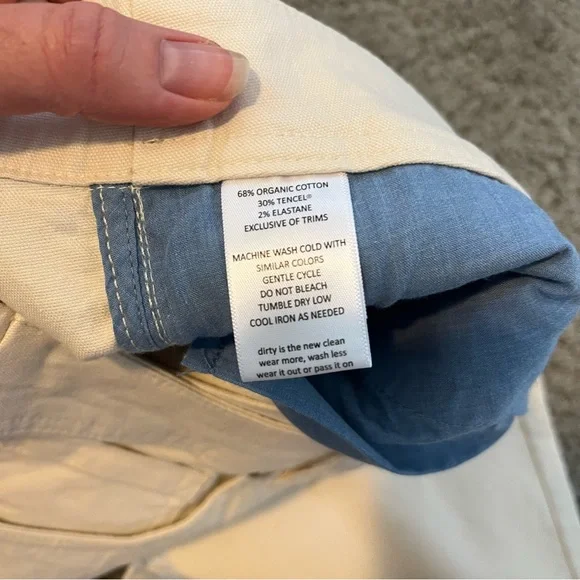 68% ORGANIC COTTON
30% TENCEL®
2% ELASTANE
EXCLUSIVE OF TRIMS
MACHINE WASH COLD WITH
SIMILAR COLORS
GENTLE CYCLE
DO NOT BLEACH
TUMBLE DRY LOW
COOL IRON AS NEEDED
dirty is the new clean
wear more, wash less
wear it out or pass it on